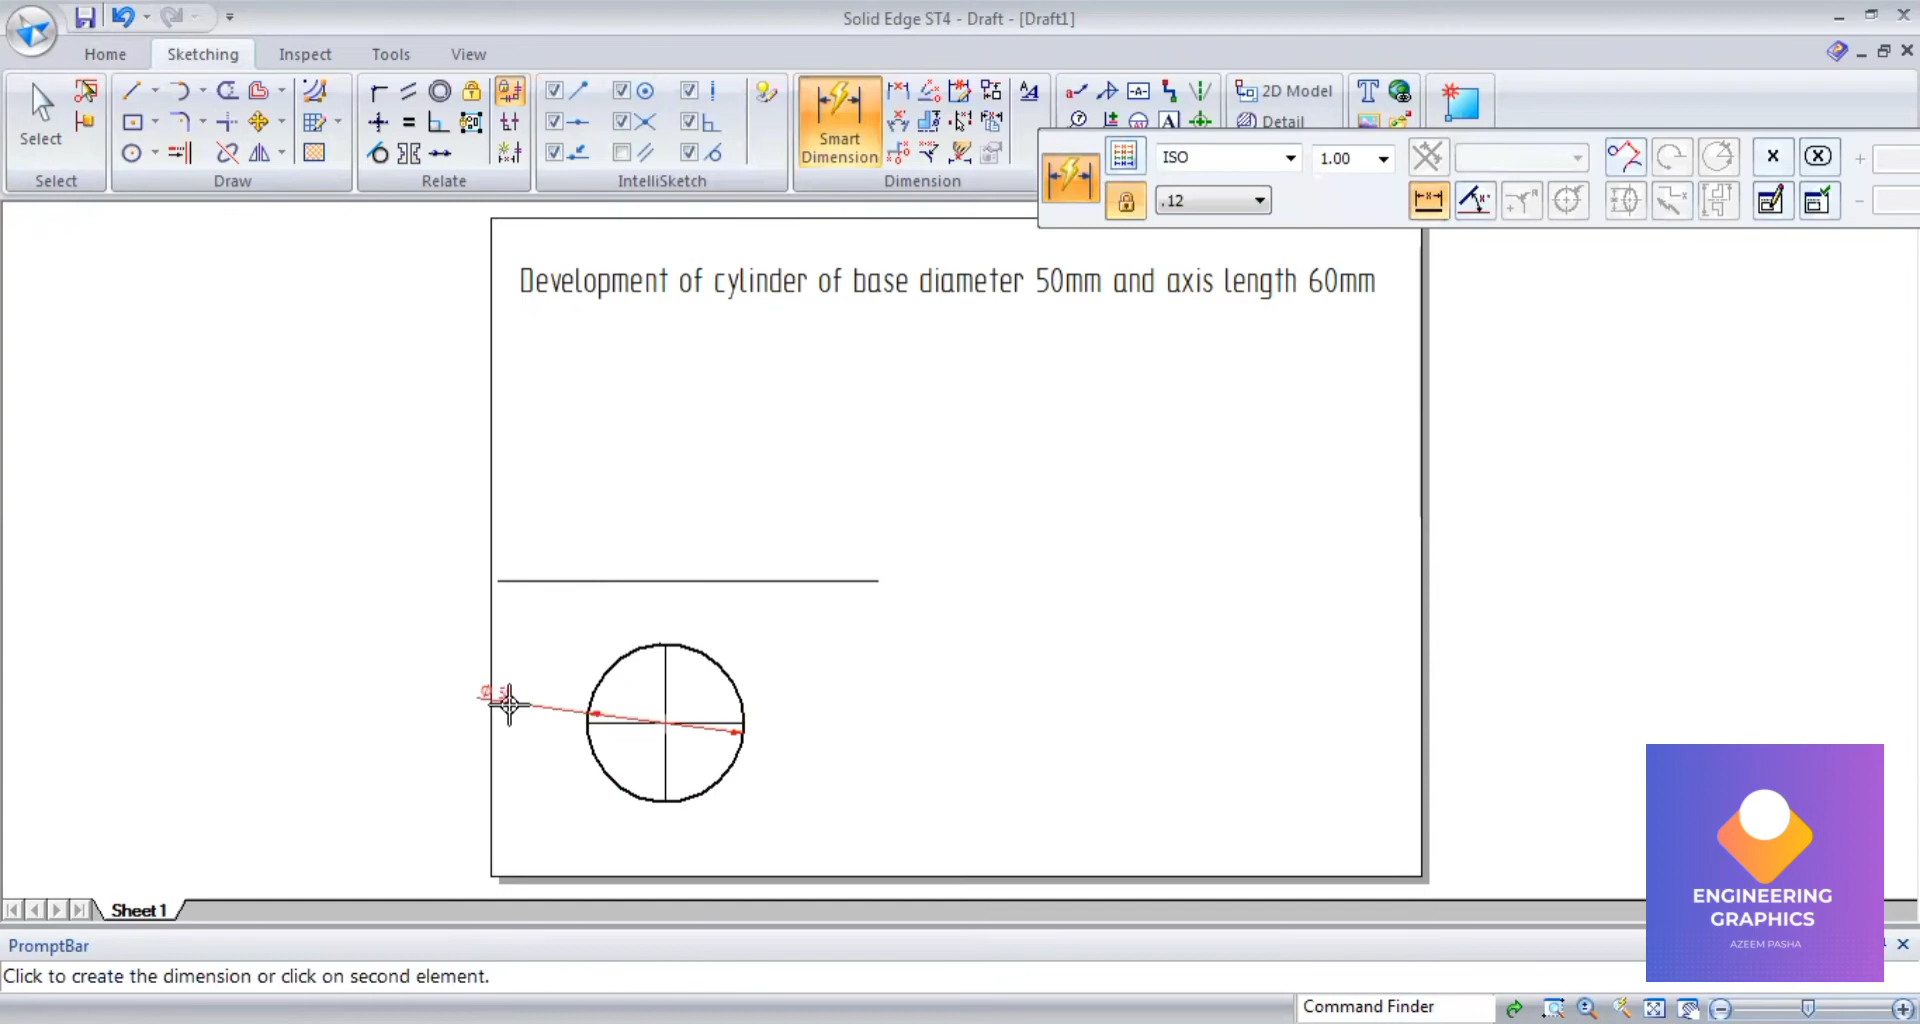 Solid Edge ST4 - Draft - [Draft1]
Home
Sketching
Inspect
Tools
View
Select
Select
Draw
Relate
IntelliSketch
Smart
Dimension
Dimension
2D Model
Detail
ISO
1.00
.12
Development of cylinder of base diameter 50mm and axis length 60mm
Sheet1
ENGINEERING
GRAPHICS
AZEEM PASHA
PromptBar
Click to create the dimension or click on second element.
Command Finder